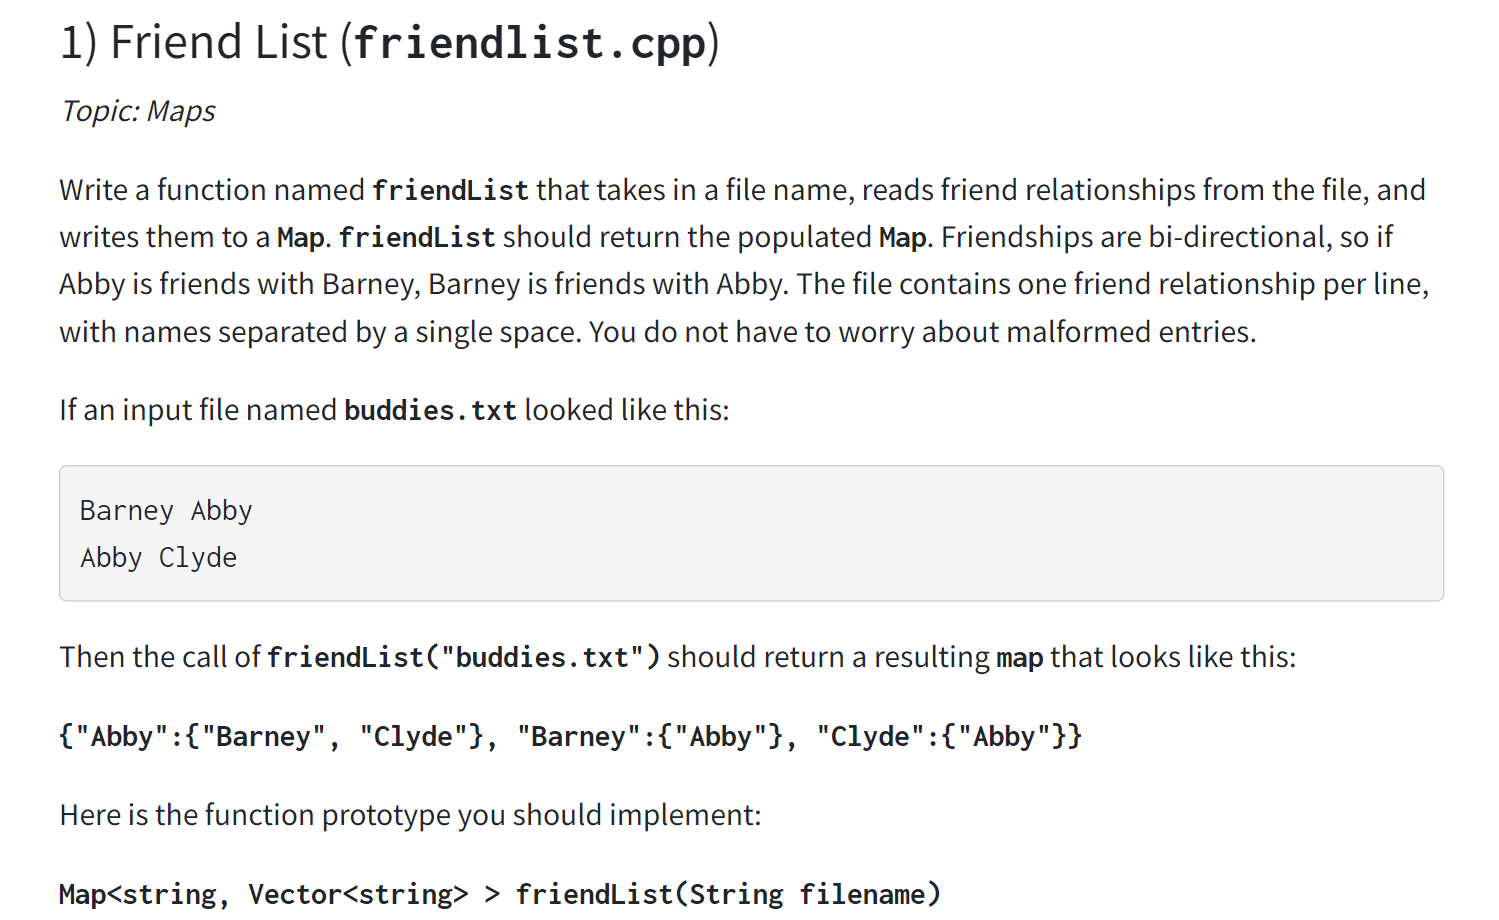 1) Friend List (friendlist.cpp)
Topic: Maps
Write a function named friendList that takes in a file name, reads friend relationships from the file, and
writes them to a Map. friendList should return the populated Map. Friendships are bi-directional, so if
Abby is friends with Barney, Barney is friends with Abby. The file contains one friend relationship per line,
with names separated by a single space. You do not have to worry about malformed entries.
If an input file named buddies.txt looked like this:
Barney Abby
Abby Clyde
Then the call of friendList("buddies.txt") should return a resulting map that looks like this:
{"Abby":{"Barney", "Clyde"}, "Barney":{"Abby"}, "Clyde":{"Abby"}}
Here is the function prototype you should implement:
Map<string, Vector<string> > friendList(String filename)